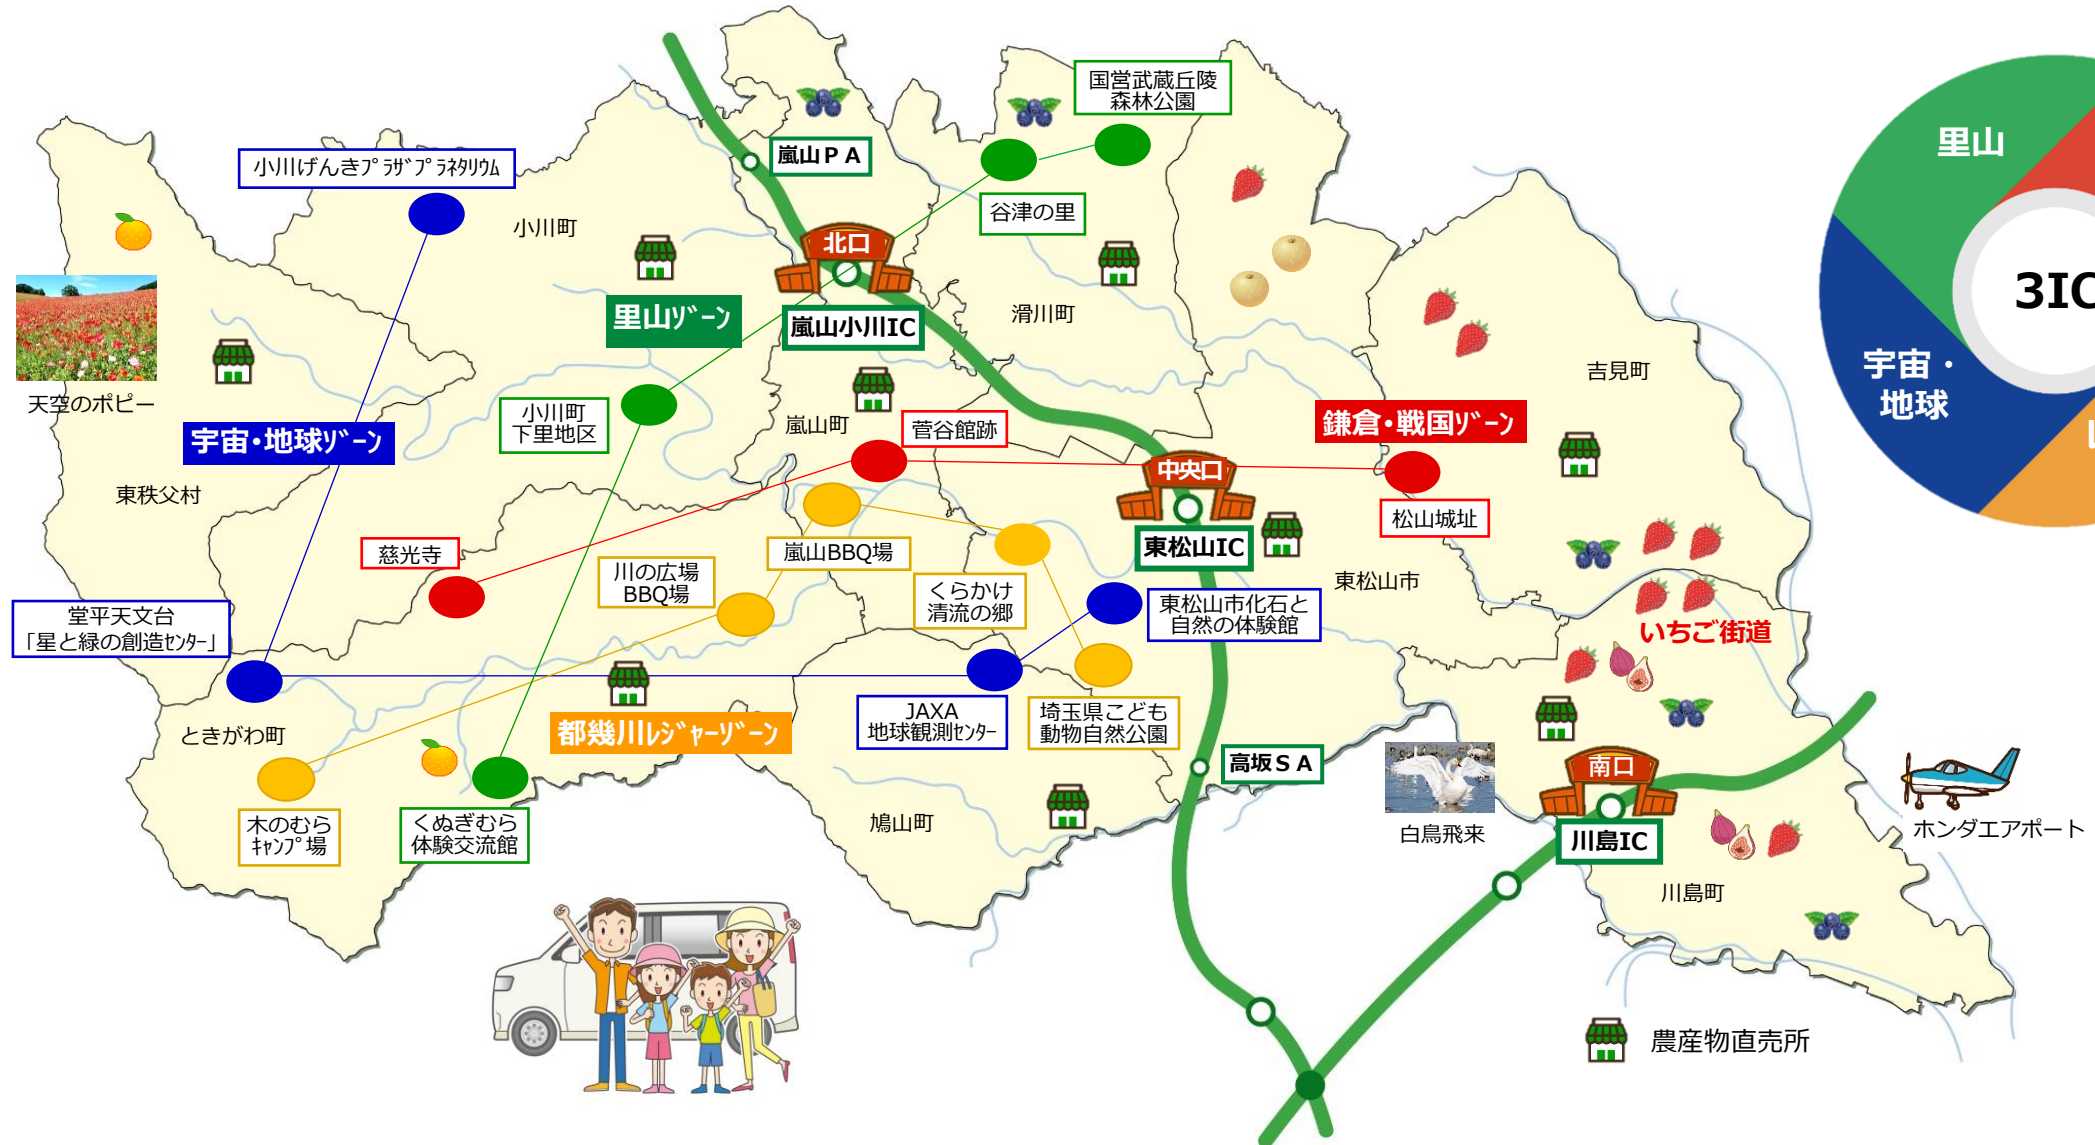 国営武蔵丘陵
森林公園
嵐山ＰＡ
小川げんきﾌﾟﾗｻﾞﾌﾟﾗﾈﾀﾘｳﾑ
谷津の里
小川町
北口
里山
3IC
宇宙・
地球
里山ｿﾞｰﾝ
嵐山小川IC
滑川町
吉見町
天空のポピー
小川町
下里地区
嵐山町
菅谷館跡
鎌倉・戦国ｿﾞｰﾝ
宇宙・地球ｿﾞｰﾝ
中央口
東秩父村
松山城址
慈光寺
嵐山BBQ場
東松山IC
川の広場
BBQ場
くらかけ
清流の郷
東松山市
東松山市化石と
自然の体験館
堂平天文台
「星と緑の創造ｾﾝﾀｰ」
いちご街道
JAXA
地球観測ｾﾝﾀｰ
埼玉県こども
動物自然公園
ときがわ町
都幾川ﾚｼﾞｬｰｿﾞｰﾝ
高坂ＳＡ
南口
木のむら
ｷｬﾝﾌﾟ場
くぬぎむら
体験交流館
鳩山町
白鳥飛来
川島IC
ホンダエアポート
川島町
農産物直売所